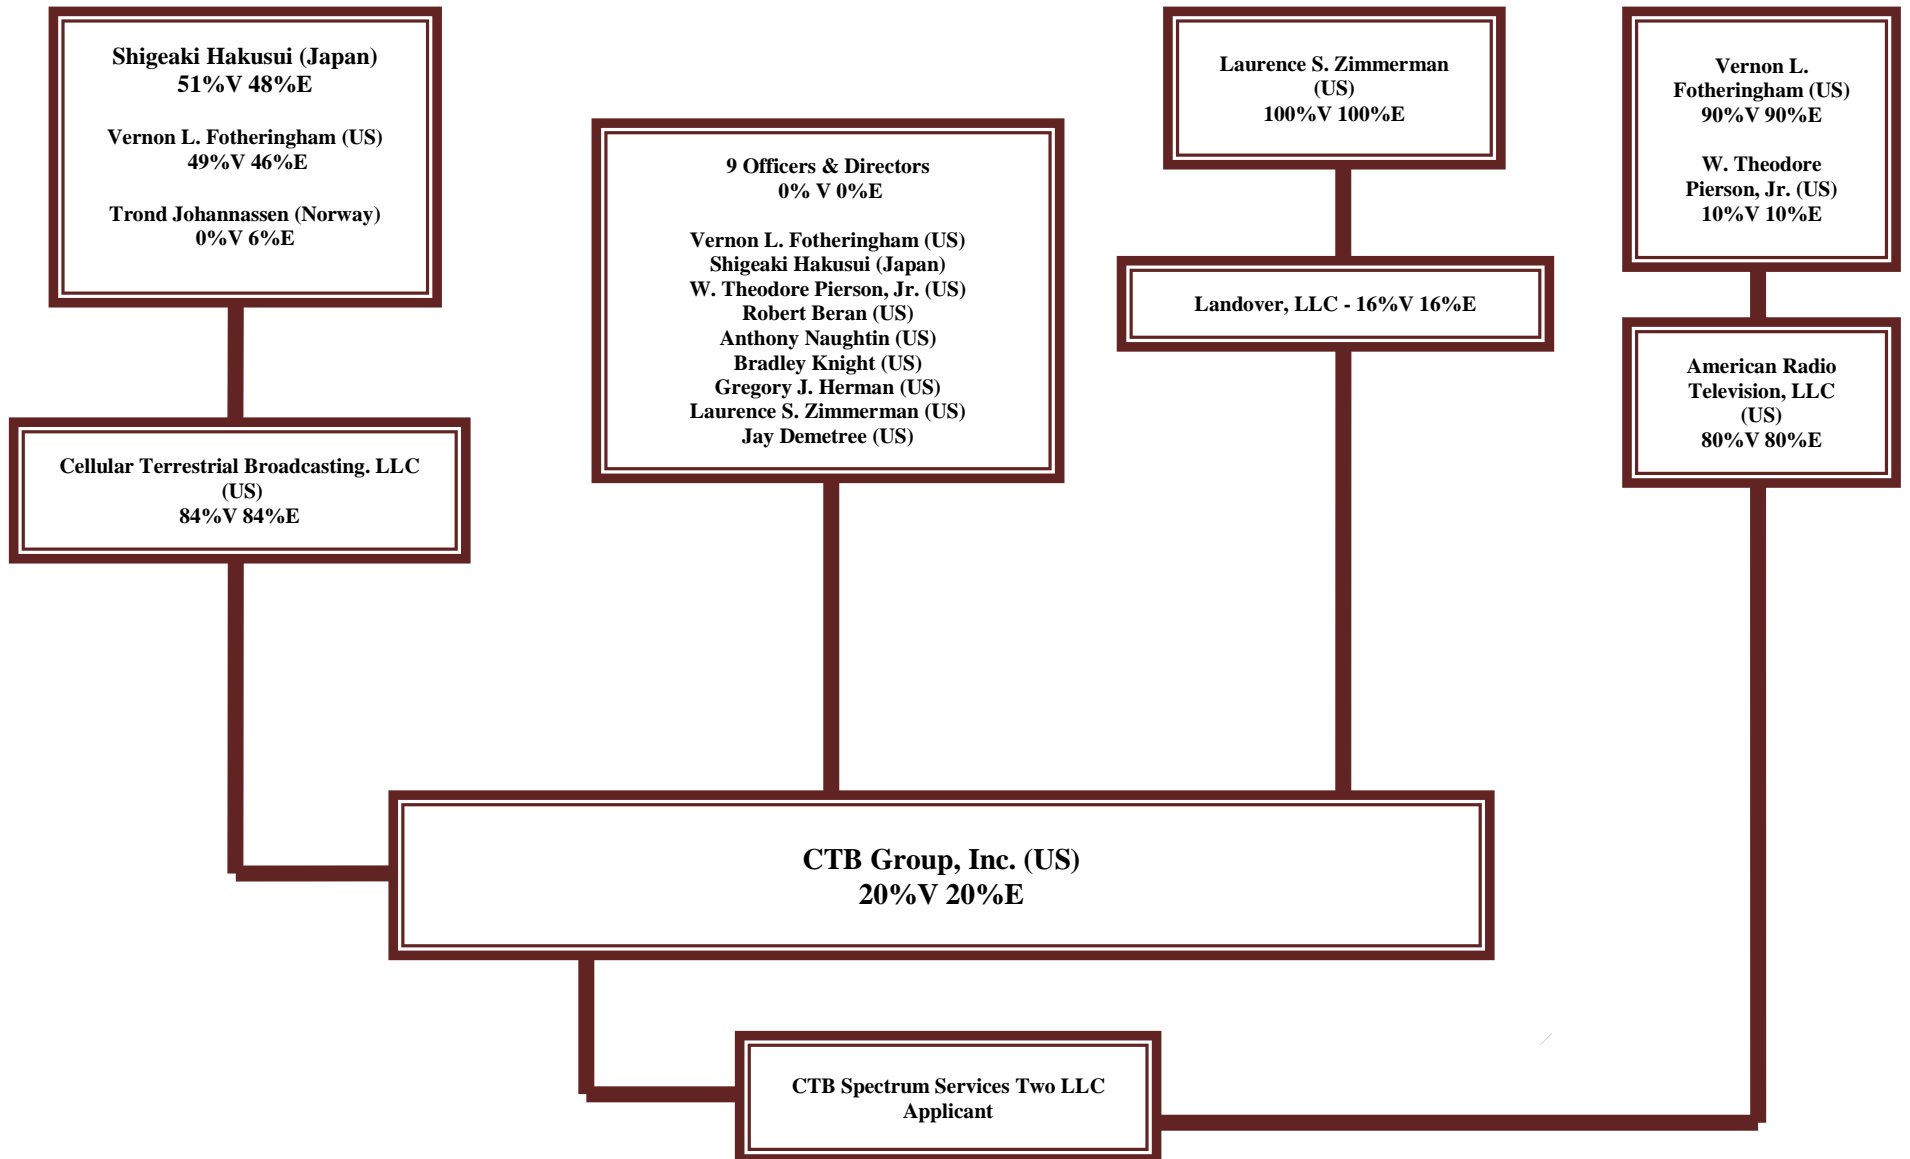 Shigeaki Hakusui (Japan)
51%V 48%E
Vernon L. Fotheringham (US)
49%V 46%E
Trond Johannassen (Norway)
0%V 6%E
Cellular Terrestrial Broadcasting. LLC
(US)
84%V 84%E
9 Officers & Directors
0% V 0%E
Vernon L. Fotheringham (US)
Shigeaki Hakusui (Japan)
W. Theodore Pierson, Jr. (US)
Robert Beran (US)
Anthony Naughtin (US)
Bradley Knight (US)
Gregory J. Herman (US)
Laurence S. Zimmerman (US)
Jay Demetree (US)
Laurence S. Zimmerman
(US)
100%V 100%E
Landover, LLC - 16%V 16%E
Vernon L.
Fotheringham (US)
90%V 90%E
W. Theodore
Pierson, Jr. (US)
10%V 10%E
American Radio
Television, LLC
(US)
80%V 80%E
CTB Group, Inc. (US)
20%V 20%E
CTB Spectrum Services Two LLC
Applicant